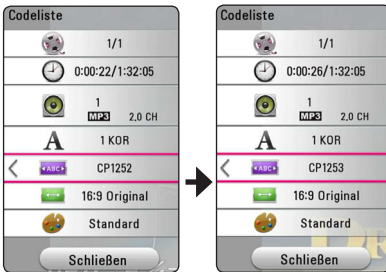 Codeliste
1/1
0:00:22/1:32:05
1
MP3 2,0 CH
A 1 KOR
ABC CP1252
16:9 Original
Standard
Schließen
Codeliste
1/1
0:00:26/1:32:05
1
MP3 2,0 CH
A 1 KOR
ABC CP1253
16:9 Original
Standard
Schließen